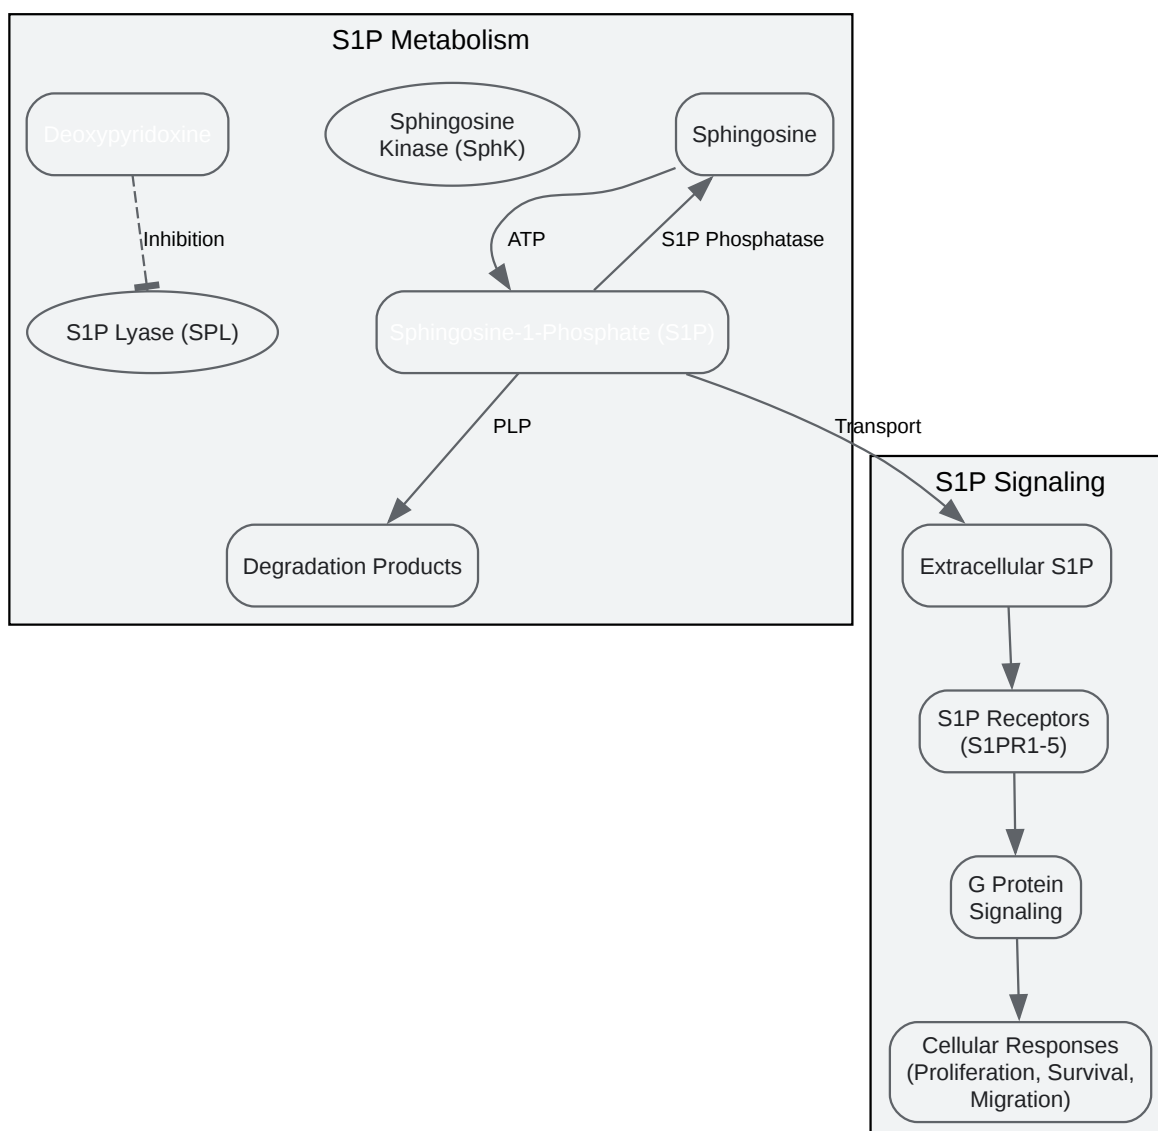 S1P Metabolism
Deoxypyridoxine
Sphingosine
Kinase (SphK)
Sphingosine
Inhibition
ATP
S1P Phosphatase
S1P Lyase (SPL)
Sphingosine-1-Phosphate (S1P)
PLP
Transport
Degradation Products
S1P Signaling
Extracellular S1P
S1P Receptors
(S1PR1-5)
G Protein
Signaling
Cellular Responses
(Proliferation, Survival,
Migration)